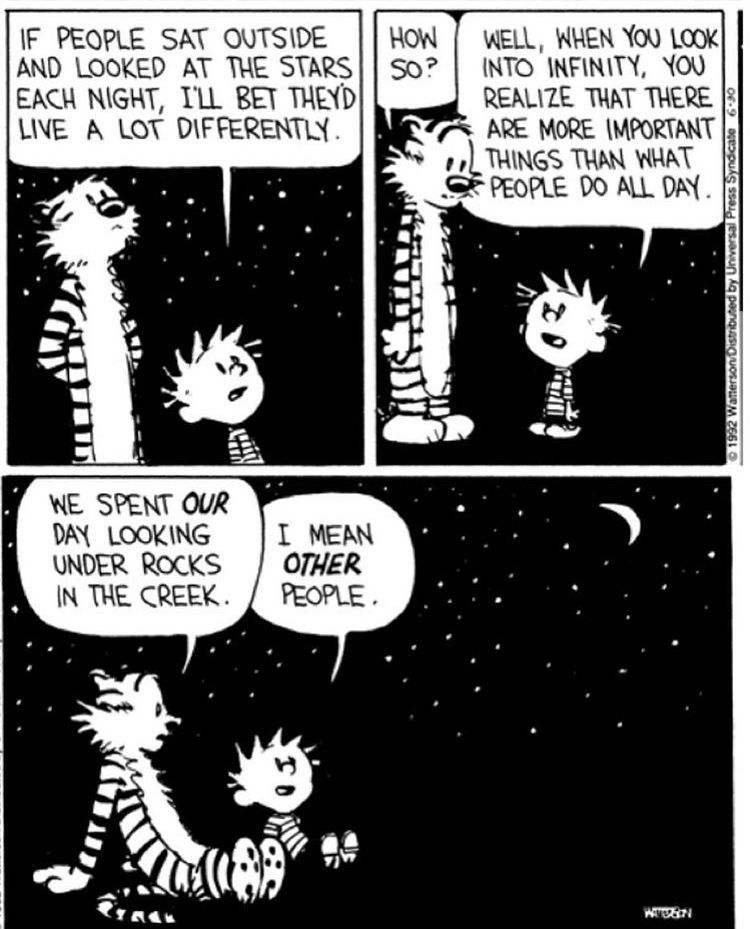 IF PEOPLE SAT OUTSIDE
AND LOOKED AT THE STARS
EACH NIGHT, I'LL BET THEY'D
LIVE A LOT DIFFERENTLY.
HOW
SO?
WELL, WHEN YOU LOOK
INTO INFINITY, YOU
REALIZE THAT THERE
ARE MORE IMPORTANT
THINGS THAN WHAT
PEOPLE DO ALL DAY.
© 1992 Watterson/Distributed by Universal Press Syndicate 6-30
WE SPENT OUR
DAY LOOKING
UNDER ROCKS
IN THE CREEK.
I MEAN
OTHER
PEOPLE.
WATTERSON